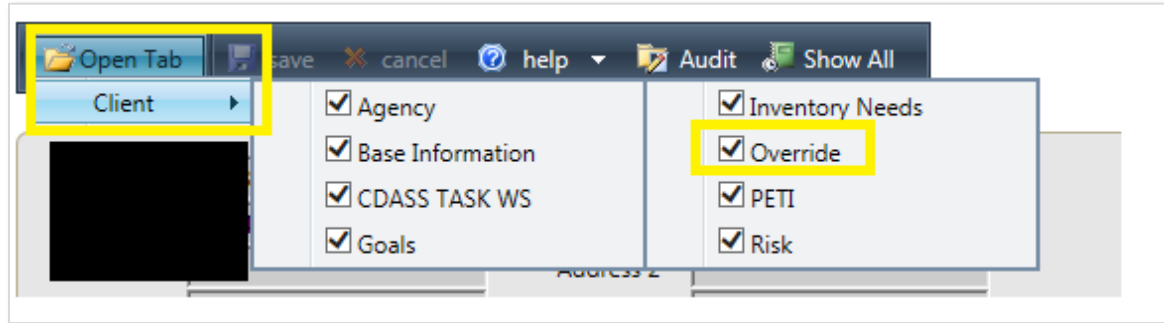 Open Tab save cancel help Audit Show All
Client
Agency
Base Information
CDASS TASK WS
Goals
Inventory Needs
Override
PETI
Risk
Address 2